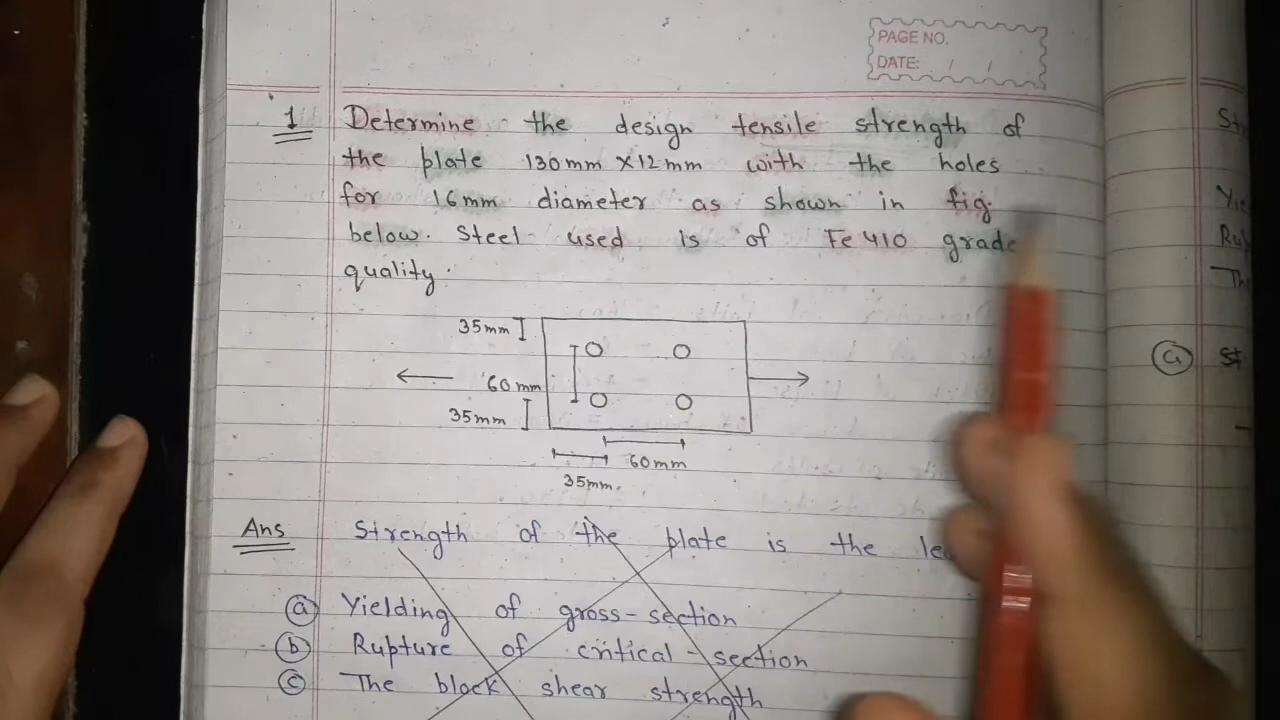 PAGE NO.
DATE: / /
1 Determine the design tensile strength of
the plate 130mm X 12mm with the holes
for 16mm diameter as shown in fig.
below. Steel used is of Fe 410 grade
quality.
35mm
60mm
35mm
60mm
35mm.
Ans Strength of the plate is the
(a) Yielding of gross-section
(b) Rupture of critical-section
(c) The block shear strength
(a)